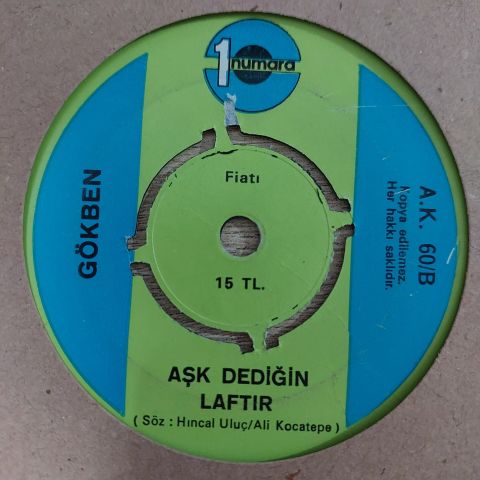 1 numara
GÖKBEN
Fiatı
15 TL.
A.K. 60/B
Kopya edilemez.
Her hakkı saklıdır.
AŞK DEDİĞİN
LAFTIR
( Söz : Hıncal Uluç/Ali Kocatepe )